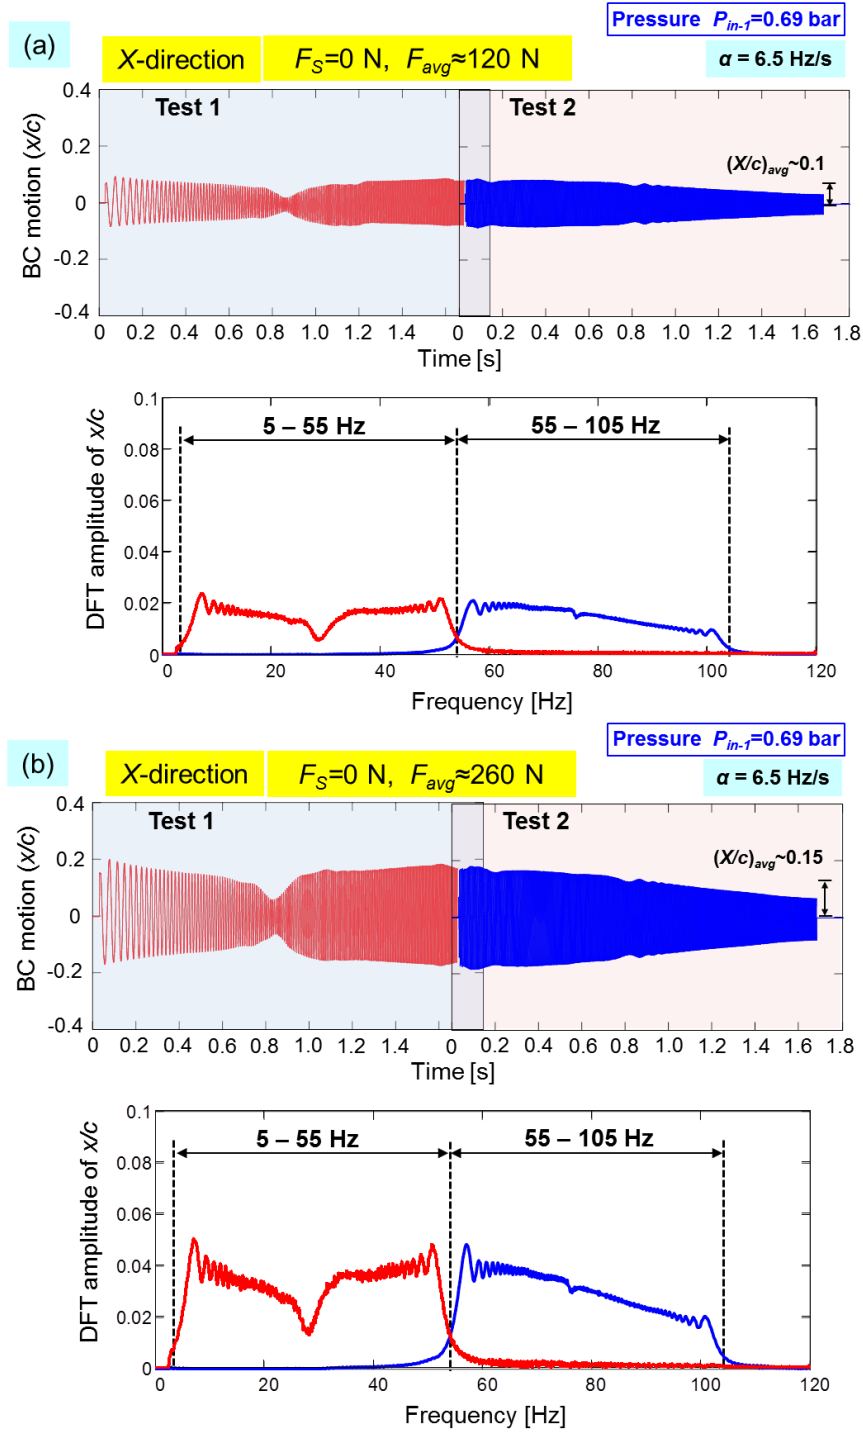 Pressure P_in-1=0.69 bar
(a)
X-direction
F_S=0 N, F_avg≈120 N
α = 6.5 Hz/s
BC motion (x/c)
0.4
0.2
0
-0.2
-0.4
Test 1
Test 2
(X/c)_avg~0.1
0 0.2 0.4 0.6 0.8 1.0 1.2 1.4 0 0.2 0.4 0.6 0.8 1.0 1.2 1.4 1.6 1.8
Time [s]
DFT amplitude of x/c
0.1
0.08
0.06
0.04
0.02
0
5 – 55 Hz
55 – 105 Hz
0 20 40 60 80 100 120
Frequency [Hz]
Pressure P_in-1=0.69 bar
(b)
X-direction
F_S=0 N, F_avg≈260 N
α = 6.5 Hz/s
BC motion (x/c)
0.4
0.2
0
-0.2
-0.4
Test 1
Test 2
(X/c)_avg~0.15
0 0.2 0.4 0.6 0.8 1.0 1.2 1.4 0 0.2 0.4 0.6 0.8 1.0 1.2 1.4 1.6 1.8
Time [s]
DFT amplitude of x/c
0.1
0.08
0.06
0.04
0.02
0
5 – 55 Hz
55 – 105 Hz
0 20 40 60 80 100 120
Frequency [Hz]